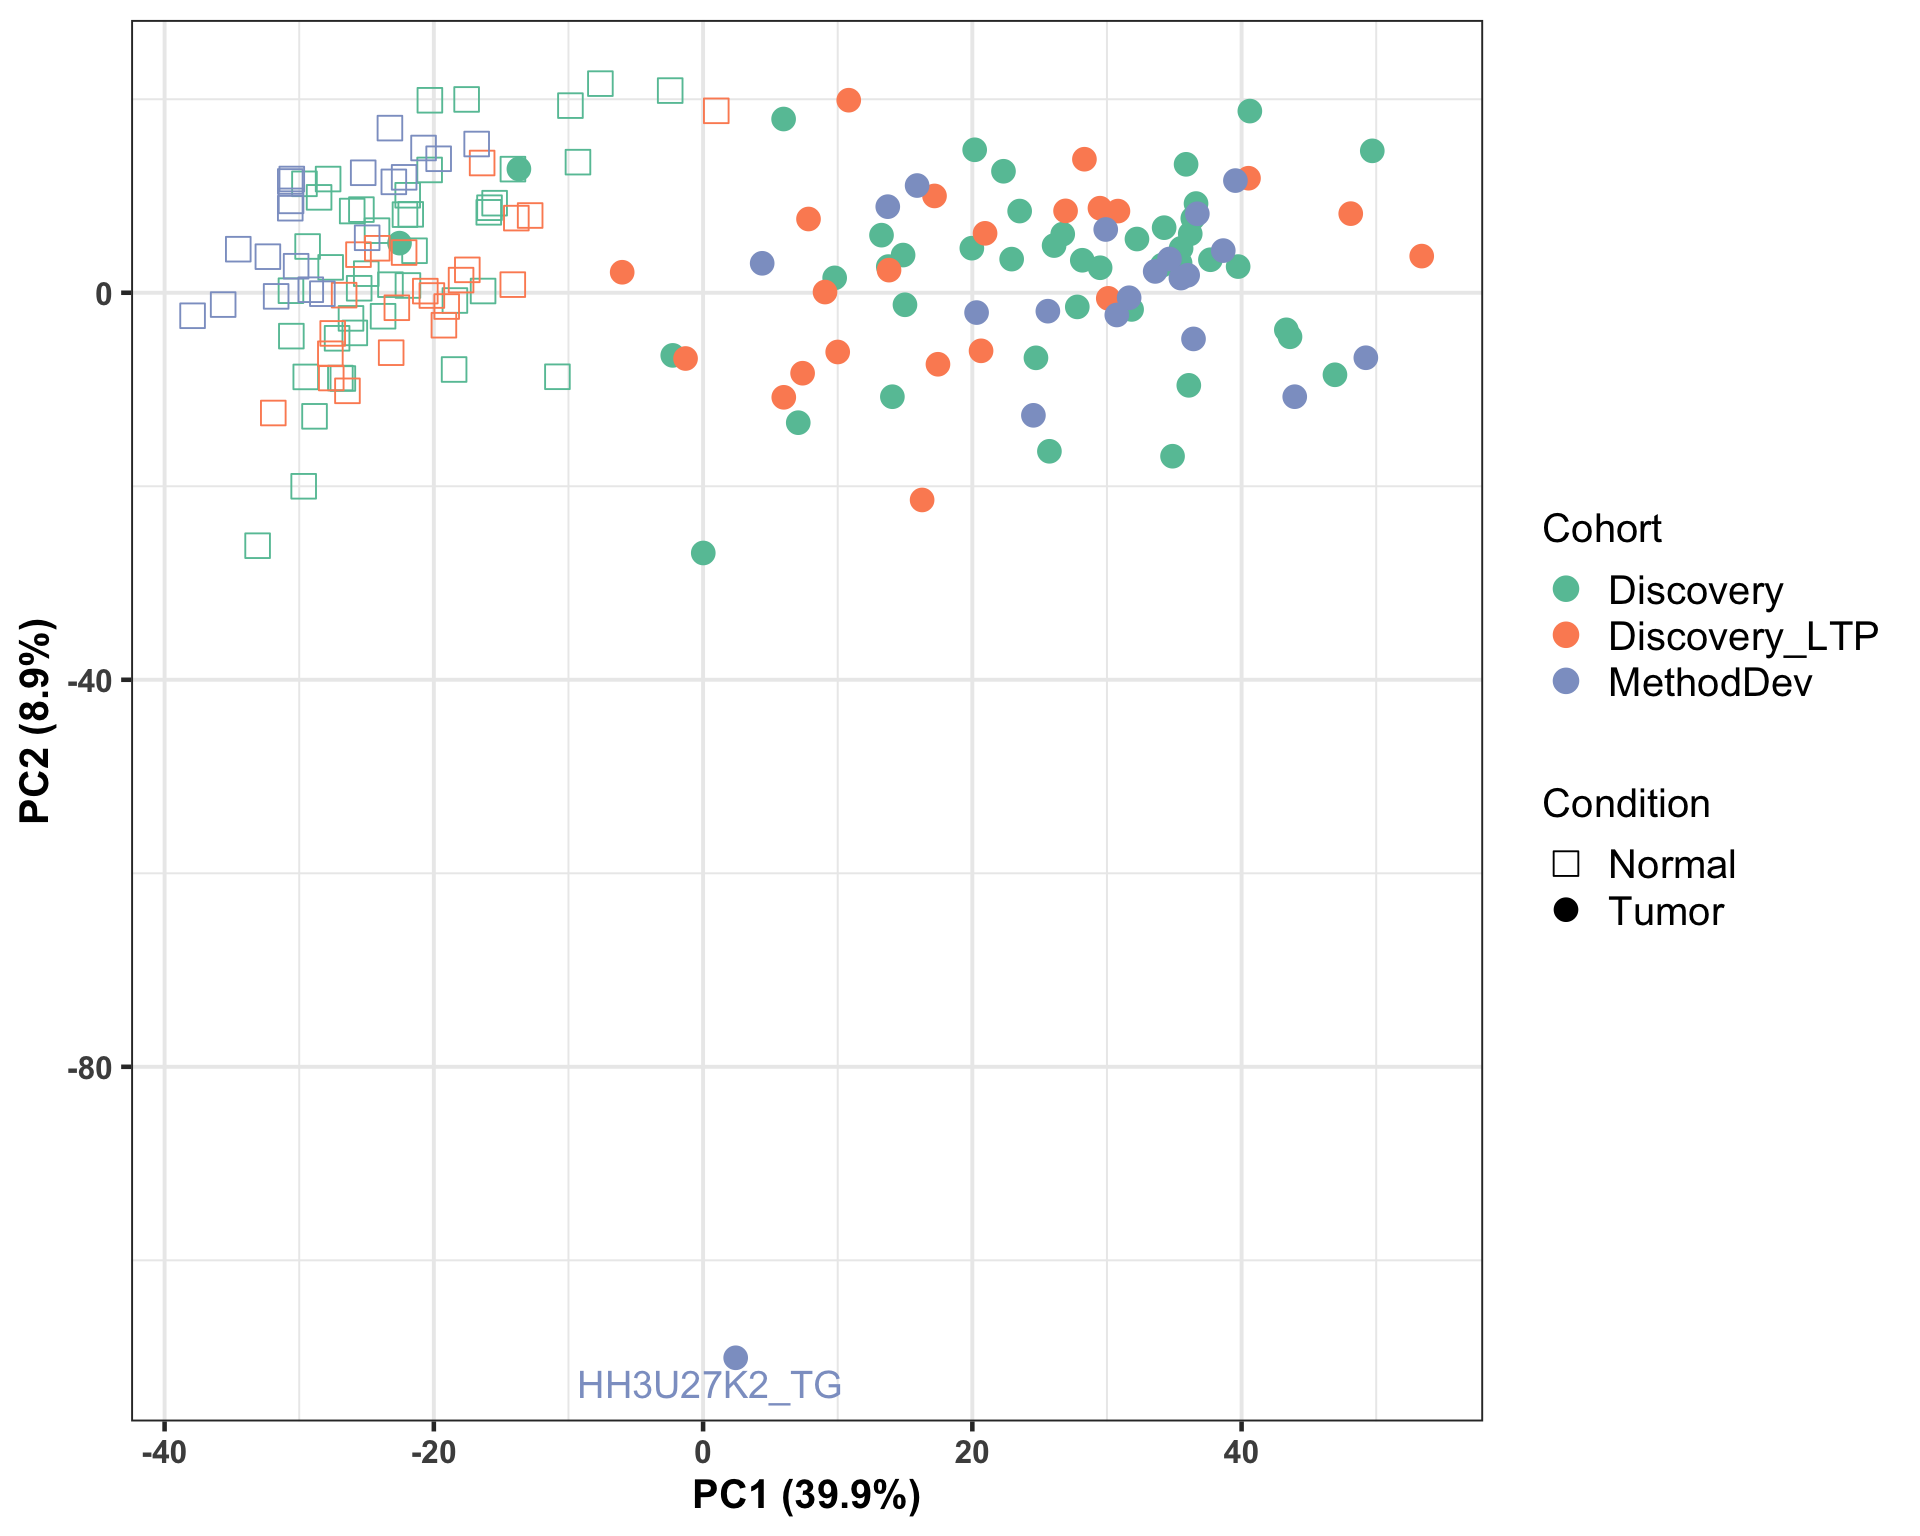 0
-40
-80
PC2 (8.9%)
HH3U27K2_TG
-40
-20
0
20
40
PC1 (39.9%)
Cohort
Discovery
Discovery_LTP
MethodDev
Condition
Normal
Tumor